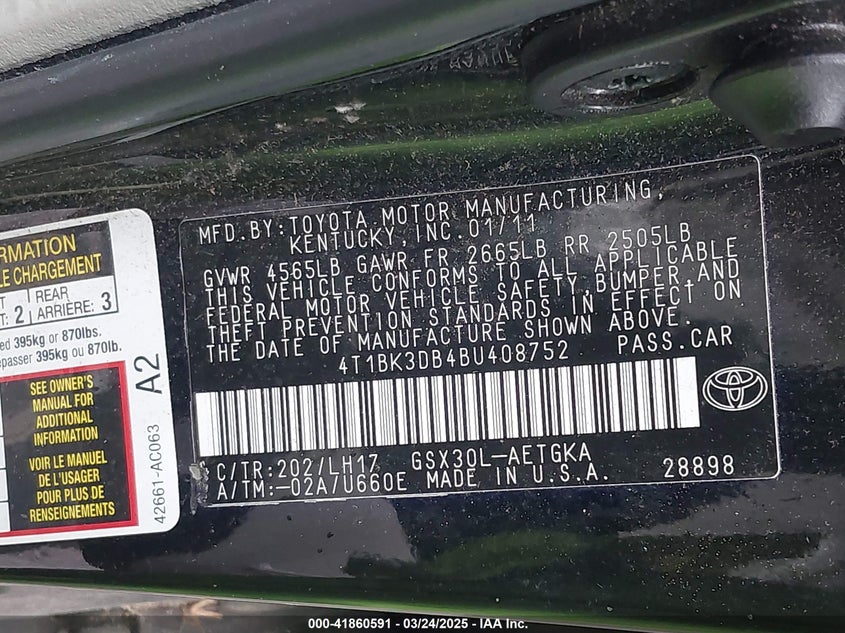 MFD.BY:TOYOTA MOTOR MANUFACTURING,
KENTUCKY,INC.01/11
GVWR 4565LB GAWR FR 2665LB RR 2505LB
THIS VEHICLE CONFORMS TO ALL APPLICABLE
FEDERAL MOTOR VEHICLE SAFETY,BUMPER,AND
THEFT PREVENTION STANDARDS IN EFFECT ON
THE DATE OF MANUFACTURE SHOWN ABOVE.
4T1BK3DB4BU408752 PASS.CAR
C/TR:202/LH17 GSX30L-AETGKA
A/TM:-02A/U660E MADE IN U.S.A. 28898
RMATION
E CHARGEMENT
REAR
2 ARRIÈRE: 3
395kg or 870lbs.
395kg ou 870lb.
SEE OWNER'S
MANUAL FOR
ADDITIONAL
INFORMATION
VOIR LE MANUEL
DE L'USAGER
POUR PLUS DE
RENSEIGNEMENTS
42661-AC063 A2
000-41860591 - 03/24/2025 - IAA Inc.